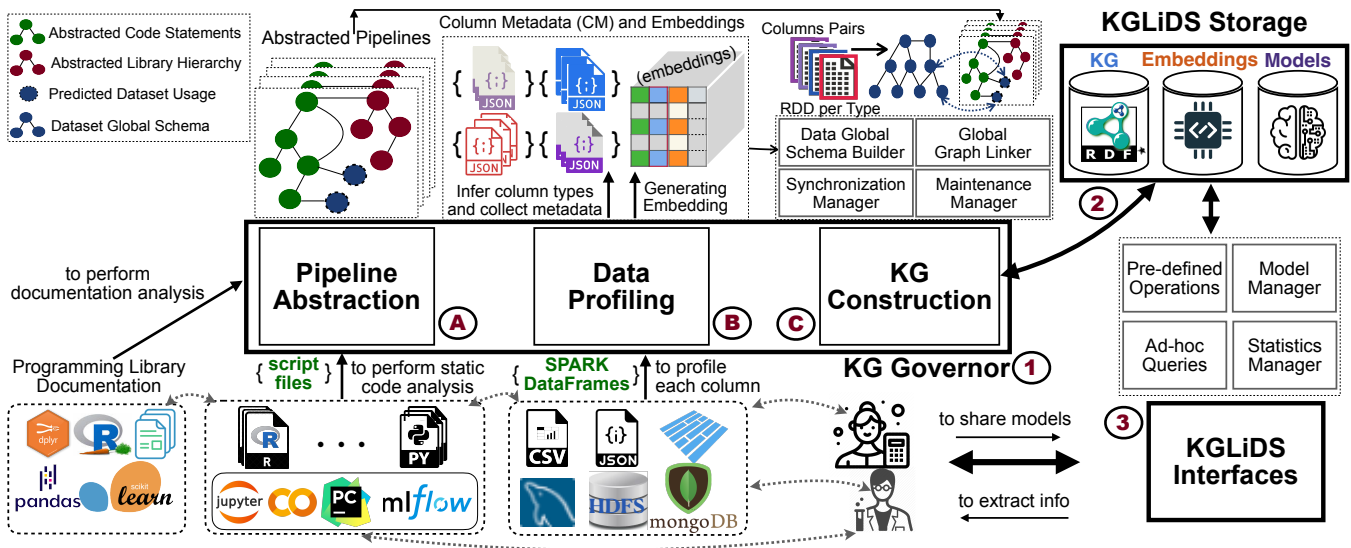 Abstracted Code Statements
Abstracted Library Hierarchy
Predicted Dataset Usage
Dataset Global Schema
Abstracted Pipelines
Column Metadata (CM) and Embeddings
{ {;} JSON } { {;} JSON }
{ {;} JSON } { {;} JSON }
(embeddings)
Infer column types
and collect metadata
Generating
Embedding
Columns Pairs
RDD per Type
Data Global
Schema Builder
Global
Graph Linker
Synchronization
Manager
Maintenance
Manager
KGLiDS Storage
KG
Embeddings
Models
RDF
2
Pre-defined
Operations
Model
Manager
Ad-hoc
Queries
Statistics
Manager
3
KGLiDS
Interfaces
to perform
documentation analysis
Pipeline
Abstraction
A
Data
Profiling
B
KG
Construction
C
KG Governor
1
Programming Library
Documentation
{ script
files }
to perform static
code analysis
{ SPARK
DataFrames }
to profile
each column
dplyr
R
pandas
scikit
learn
R
R
. . .
PY
jupyter
CO
PC
mlflow
CSV
{i}
JSON
HDFS
mongoDB
to share models
to extract info